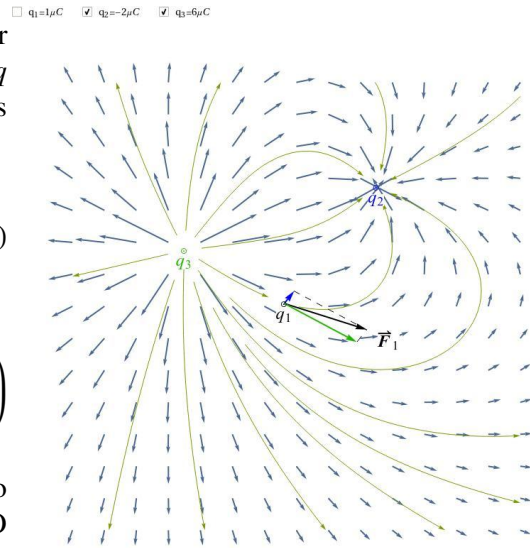 q₁=1μC q₂=−2μC q₃=6μC
r
q
s
)
q₂
q₃
q₁
F⃗₁
)
o
O